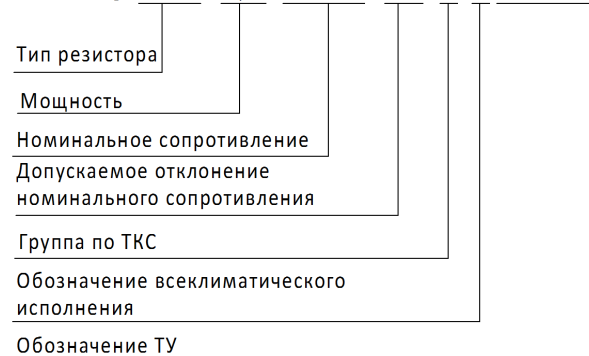 Тип резистора
Мощность
Номинальное сопротивление
Допускаемое отклонение
номинального сопротивления
Группа по ТКС
Обозначение всеклиматического
исполнения
Обозначение ТУ